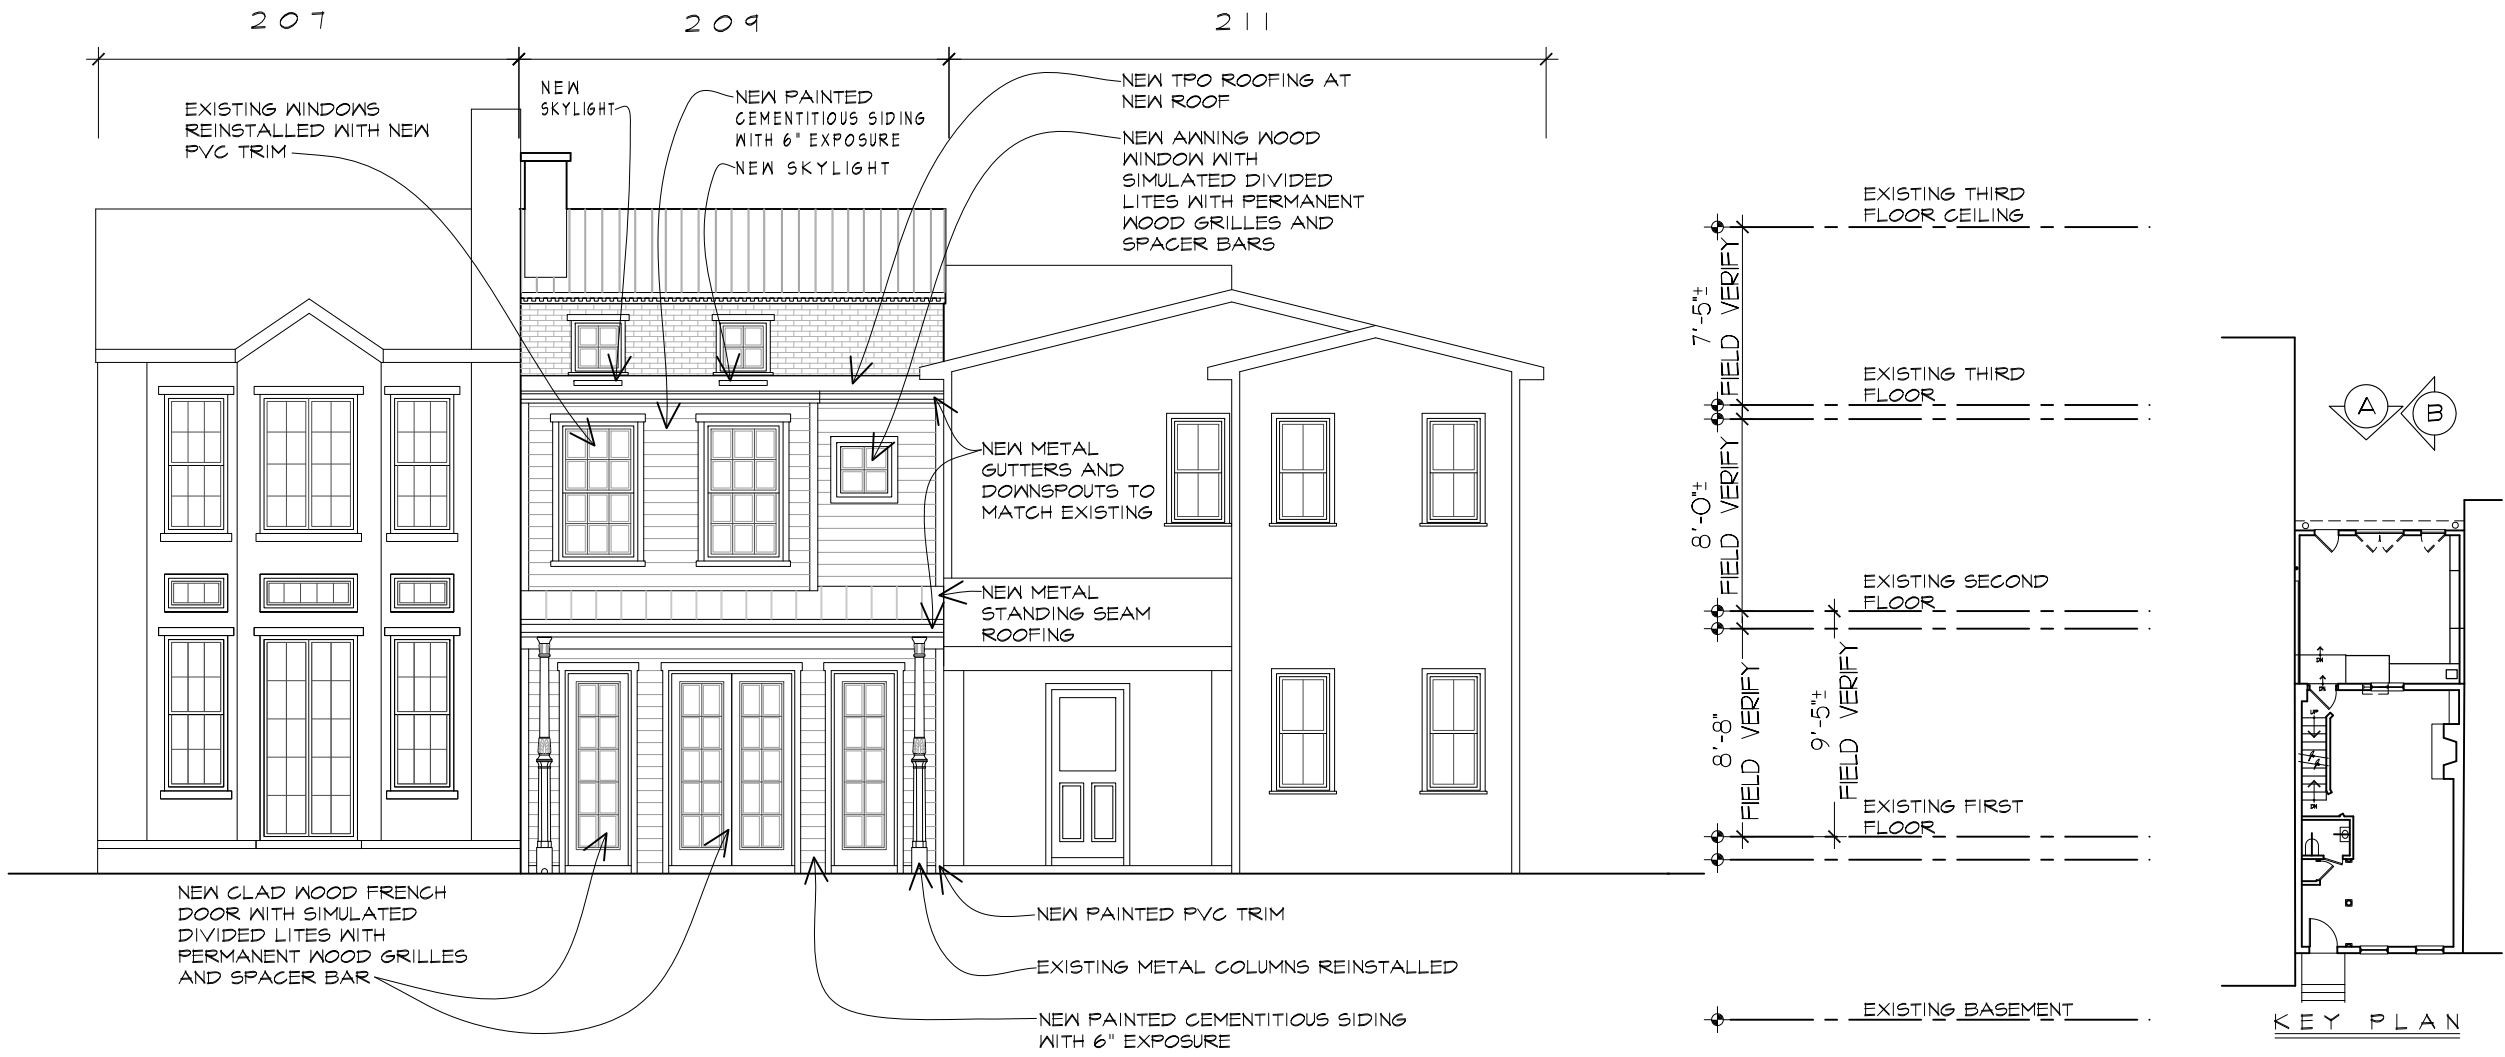 207
209
211
EXISTING WINDOWS
REINSTALLED WITH NEW
PVC TRIM
NEW
SKYLIGHT
NEW PAINTED
CEMENTITIOUS SIDING
WITH 6" EXPOSURE
NEW SKYLIGHT
NEW TPO ROOFING AT
NEW ROOF
NEW AWNING WOOD
WINDOW WITH
SIMULATED DIVIDED
LITES WITH PERMANENT
WOOD GRILLES AND
SPACER BARS
NEW METAL
GUTTERS AND
DOWNSPOUTS TO
MATCH EXISTING
NEW METAL
STANDING SEAM
ROOFING
NEW CLAD WOOD FRENCH
DOOR WITH SIMULATED
DIVIDED LITES WITH
PERMANENT WOOD GRILLES
AND SPACER BAR
NEW PAINTED PVC TRIM
EXISTING METAL COLUMNS REINSTALLED
NEW PAINTED CEMENTITIOUS SIDING
WITH 6" EXPOSURE
EXISTING THIRD
FLOOR CEILING
7'-5"±
FIELD VERIFY
EXISTING THIRD
FLOOR
8'-0"±
FIELD VERIFY
EXISTING SECOND
FLOOR
8'-8"
FIELD VERIFY
9'-5"±
FIELD VERIFY
EXISTING FIRST
FLOOR
EXISTING BASEMENT
A
B
DN
DN
UP
DN
KEY PLAN